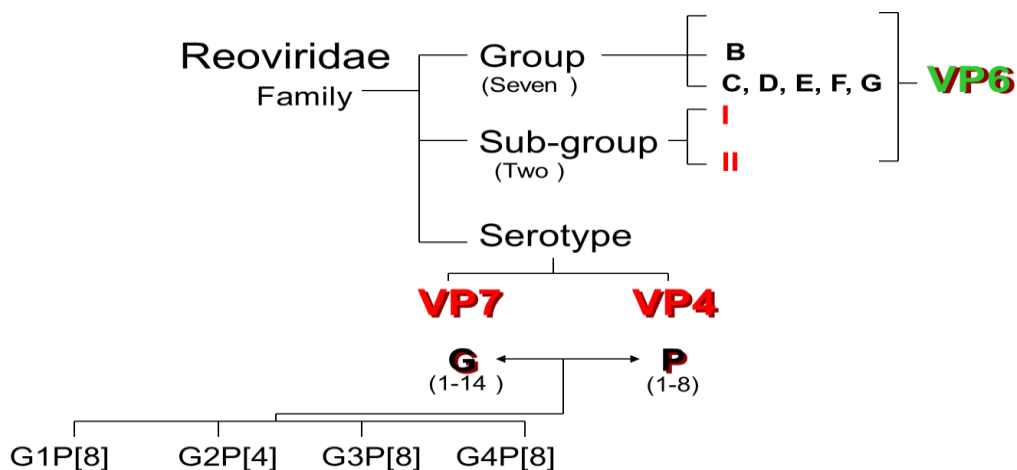 Reoviridae
Family
Group
(Seven )
B
C, D, E, F, G
VP6
Sub-group
(Two )
I
II
Serotype
VP7
VP4
G
P
(1-14 )
(1-8)
G1P[8]
G2P[4]
G3P[8]
G4P[8]